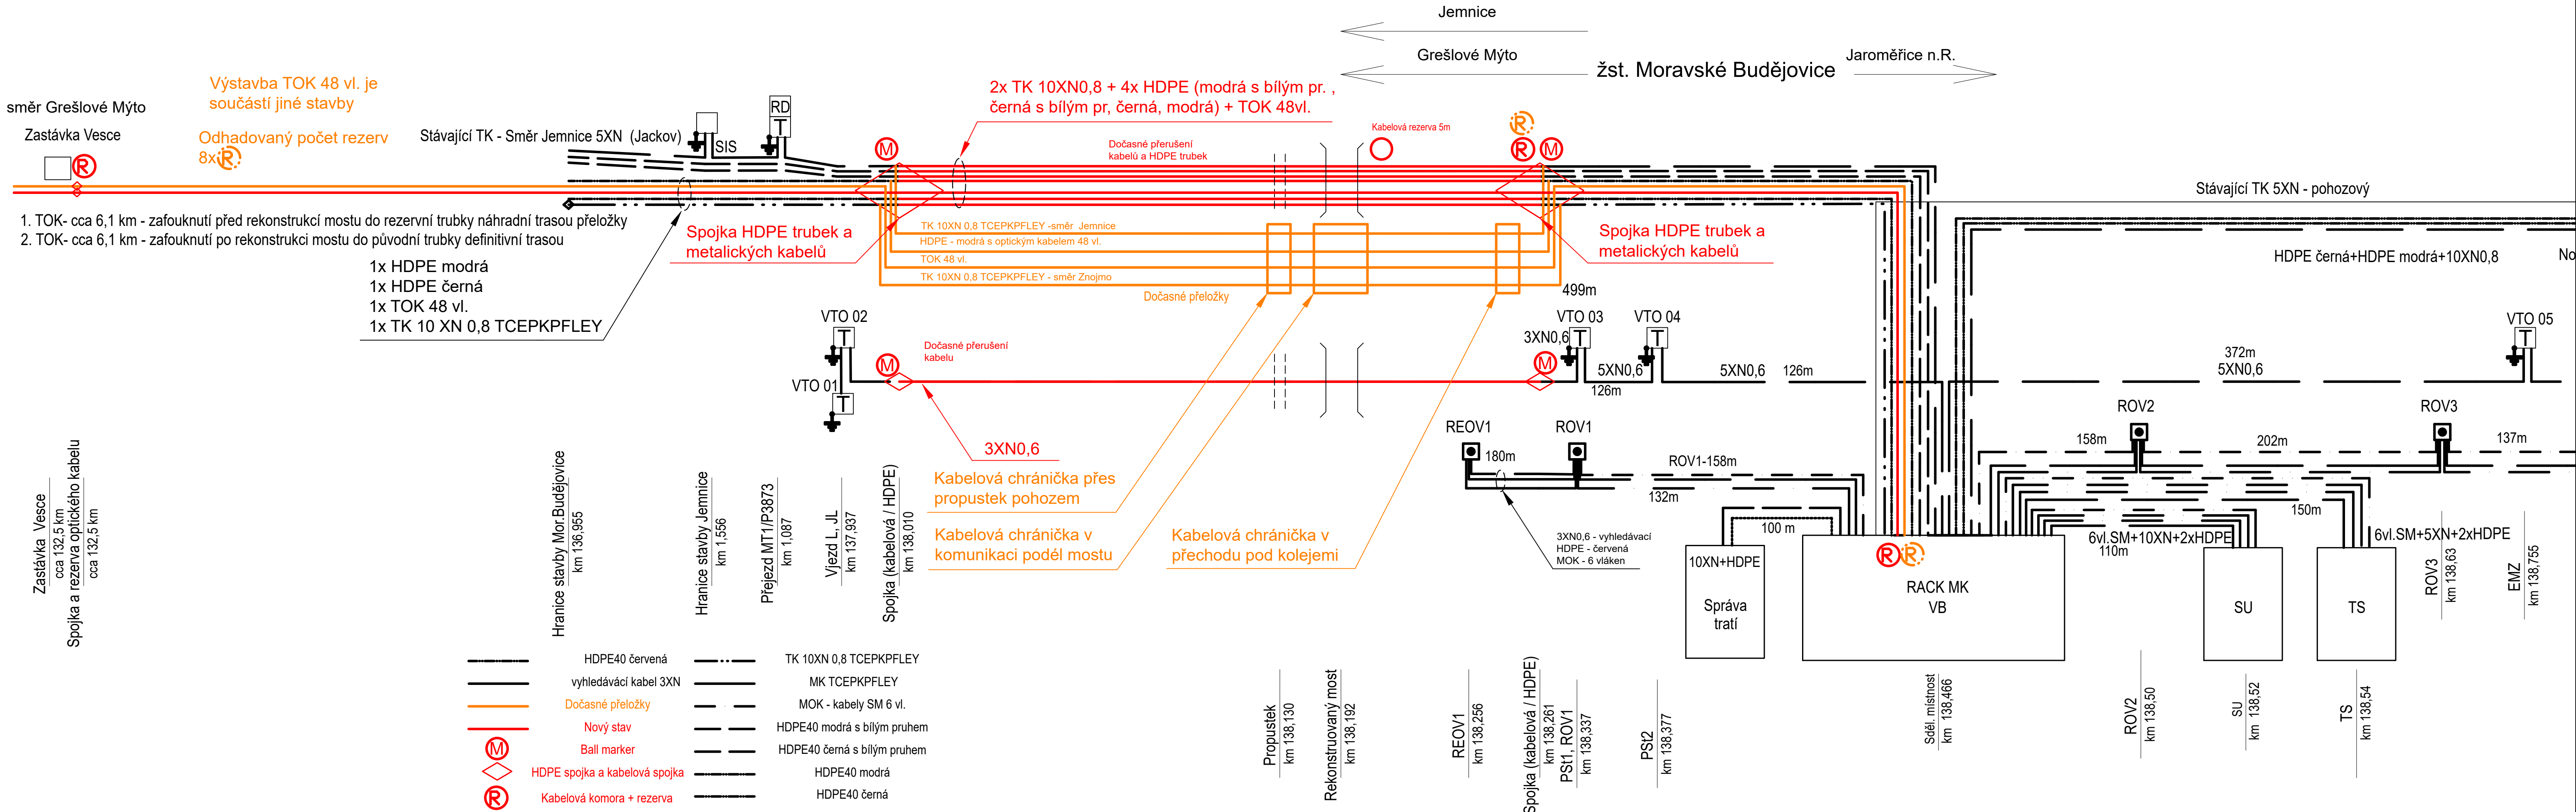 Jemnice
Grešlové Mýto
žst. Moravské Budějovice
Jaroměřice n.R.
směr Grešlové Mýto
Zastávka Vesce
R
Výstavba TOK 48 vl. je
součástí jiné stavby
Odhadovaný počet rezerv
8x R
Stávající TK - Směr Jemnice 5XN (Jackov)
SIS
RD
T
M
2x TK 10XN0,8 + 4x HDPE (modrá s bílým pr. ,
černá s bílým pr, černá, modrá) + TOK 48vl.
Dočasné přerušení
kabelů a HDPE trubek
Kabelová rezerva 5m
R
R
M
Stávající TK 5XN - pohozový
1. TOK- cca 6,1 km - zafouknutí před rekonstrukcí mostu do rezervní trubky náhradní trasou přeložky
2. TOK- cca 6,1 km - zafouknutí po rekonstrukci mostu do původní trubky definitivní trasou
1x HDPE modrá
1x HDPE černá
1x TOK 48 vl.
1x TK 10 XN 0,8 TCEPKPFLEY
Spojka HDPE trubek a
metalických kabelů
TK 10XN 0,8 TCEPKPFLEY -směr Jemnice
HDPE - modrá s optickým kabelem 48 vl.
TOK 48 vl.
TK 10XN 0,8 TCEPKPFLEY - směr Znojmo
Dočasné přeložky
Spojka HDPE trubek a
metalických kabelů
HDPE černá+HDPE modrá+10XN0,8
No
499m
VTO 02
T
VTO 01
T
M
Dočasné přerušení
kabelu
3XN0,6
M
3XN0,6
VTO 03
T
5XN0,6
126m
VTO 04
T
5XN0,6
126m
372m
5XN0,6
VTO 05
T
Kabelová chránička přes
propustek pohozem
Kabelová chránička v
komunikaci podél mostu
Kabelová chránička v
přechodu pod kolejemi
REOV1
180m
ROV1
ROV1-158m
132m
3XN0,6 - vyhledávací
HDPE - červená
MOK - 6 vláken
100 m
10XN+HDPE
Správa
tratí
R
R
RACK MK
VB
158m
ROV2
202m
ROV3
137m
150m
6vl.SM+10XN+2xHDPE
110m
6vl.SM+5XN+2xHDPE
SU
TS
Zastávka Vesce
cca 132,5 km
Spojka a rezerva optického kabelu
cca 132,5 km
Hranice stavby Mor.Budějovice
km 136,955
Hranice stavby Jemnice
km 1,556
Přejezd MT1/P3873
km 1,087
Vjezd L, JL
km 137,937
Spojka (kabelová / HDPE)
km 138,010
Propustek
km 138,130
Rekonstruovaný most
km 138,192
REOV1
km 138,256
Spojka (kabelová / HDPE)
km 138,261
PSt1, ROV1
km 138,337
PSt2
km 138,377
Sděl. místnost
km 138,466
ROV2
km 138,50
SU
km 138,52
TS
km 138,54
ROV3
km 138,63
EMZ
km 138,755
HDPE40 červená
vyhledávácí kabel 3XN
Dočasné přeložky
Nový stav
M Ball marker
HDPE spojka a kabelová spojka
R Kabelová komora + rezerva
TK 10XN 0,8 TCEPKPFLEY
MK TCEPKPFLEY
MOK - kabely SM 6 vl.
HDPE40 modrá s bílým pruhem
HDPE40 černá s bílým pruhem
HDPE40 modrá
HDPE40 černá